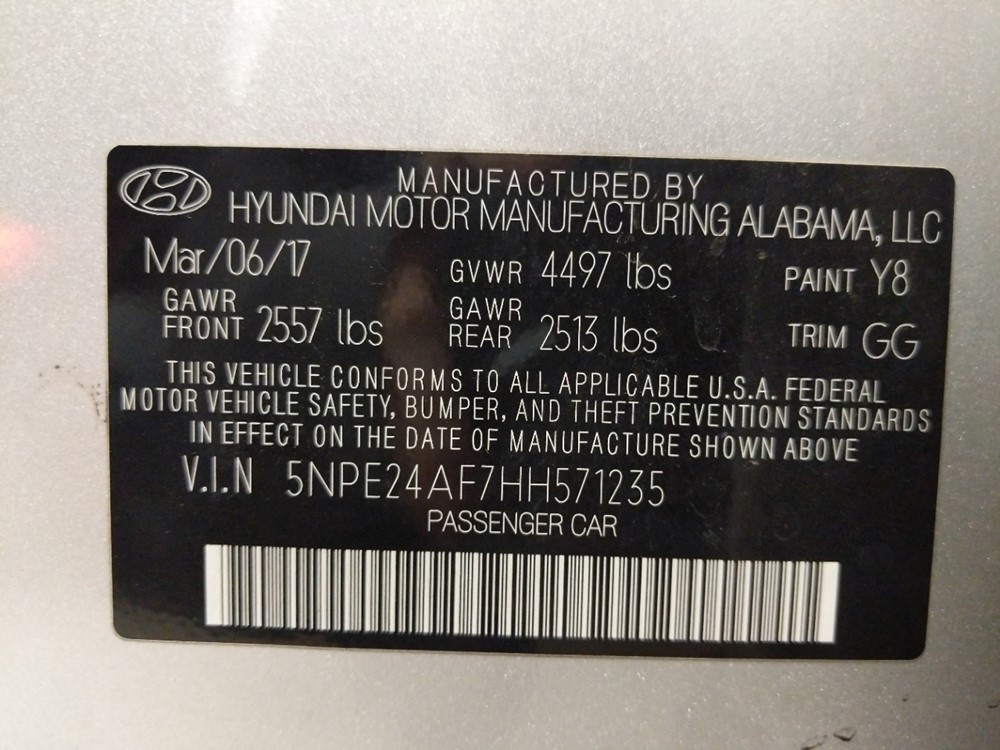 MANUFACTURED BY
HYUNDAI MOTOR MANUFACTURING ALABAMA, LLC
Mar/06/17 GVWR 4497 lbs PAINT Y8
GAWR FRONT 2557 lbs GAWR REAR 2513 lbs TRIM GG
THIS VEHICLE CONFORMS TO ALL APPLICABLE U.S.A. FEDERAL
MOTOR VEHICLE SAFETY, BUMPER, AND THEFT PREVENTION STANDARDS
IN EFFECT ON THE DATE OF MANUFACTURE SHOWN ABOVE
V.I.N 5NPE24AF7HH571235
PASSENGER CAR